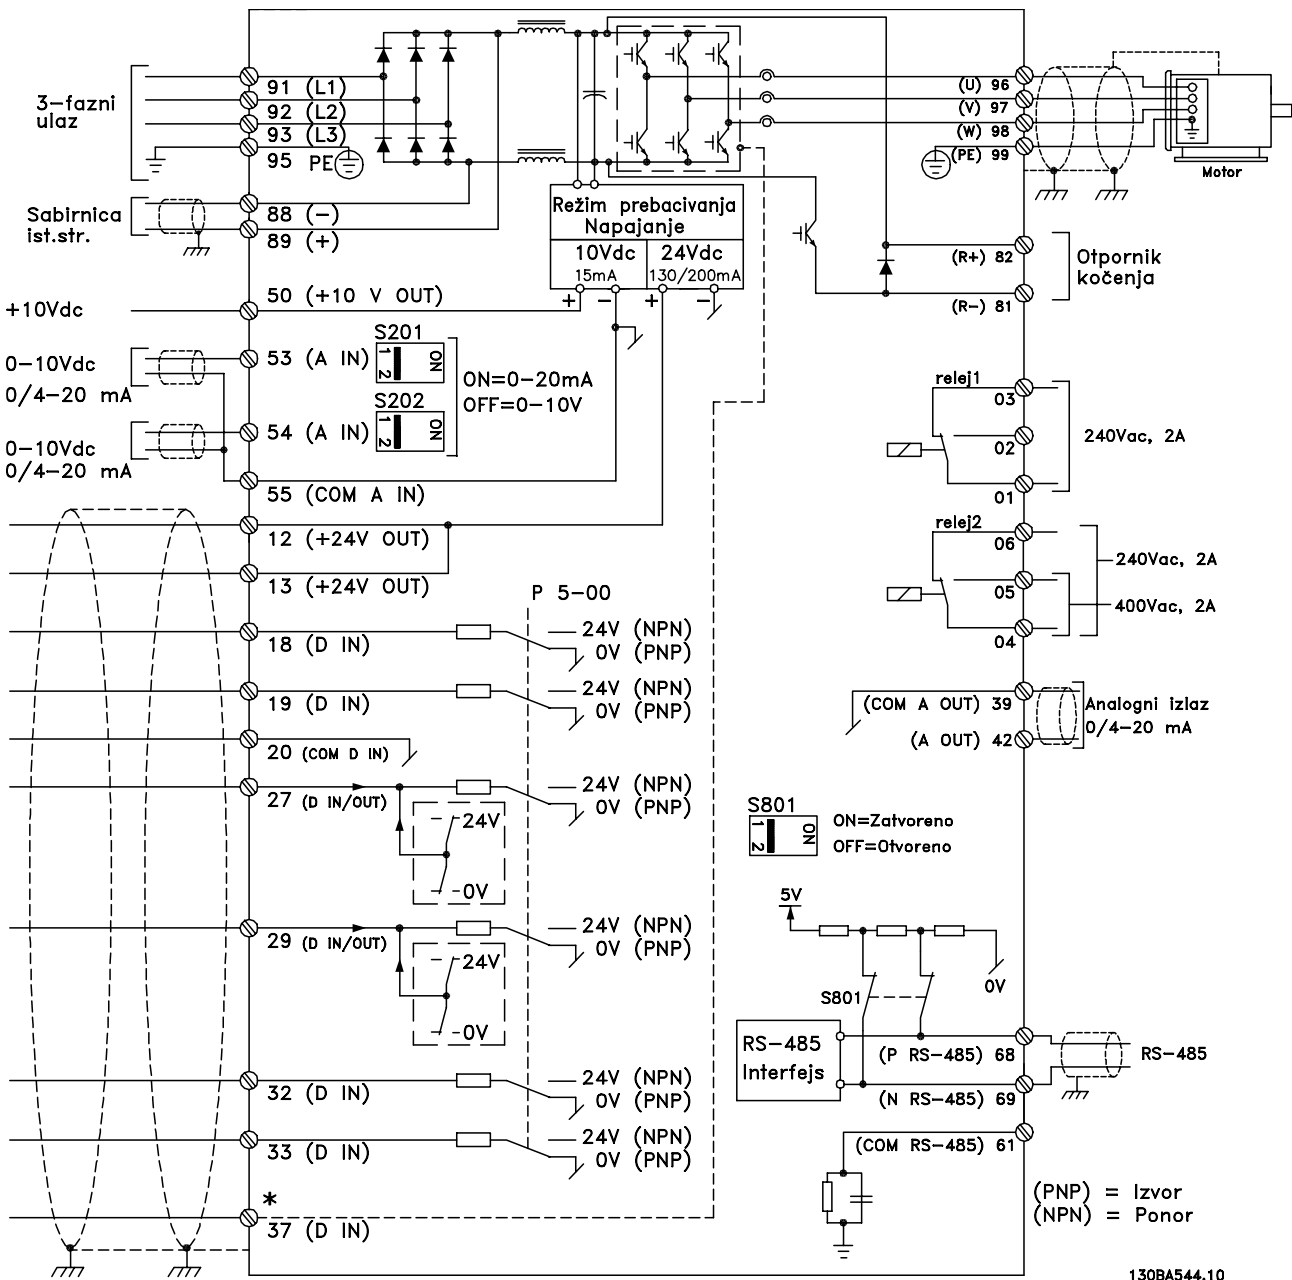 3-fazni
ulaz
91 (L1)
92 (L2)
93 (L3)
95 PE
Sabirnica
ist.str.
88 (-)
89 (+)
+10Vdc
50 (+10 V OUT)
0-10Vdc
0/4-20 mA
53 (A IN)
S201
1 2 ON
ON=0-20mA
OFF=0-10V
S202
1 2 ON
0-10Vdc
0/4-20 mA
54 (A IN)
55 (COM A IN)
12 (+24V OUT)
13 (+24V OUT)
P 5-00
18 (D IN)
24V (NPN)
0V (PNP)
19 (D IN)
24V (NPN)
0V (PNP)
20 (COM D IN)
27 (D IN/OUT)
24V (NPN)
0V (PNP)
24V
0V
29 (D IN/OUT)
24V (NPN)
0V (PNP)
24V
0V
32 (D IN)
24V (NPN)
0V (PNP)
33 (D IN)
24V (NPN)
0V (PNP)
*
37 (D IN)
Režim prebacivanja
Napajanje
10Vdc
15mA
24Vdc
130/200mA
+ - + -
(U) 96
(V) 97
(W) 98
(PE) 99
Motor
(R+) 82
(R-) 81
Otpornik
kočenja
relej1
03
02
01
240Vac, 2A
relej2
06
05
04
240Vac, 2A
400Vac, 2A
(COM A OUT) 39
(A OUT) 42
Analogni izlaz
0/4-20 mA
S801
1 2 ON
ON=Zatvoreno
OFF=Otvoreno
5V
S801
0V
RS-485
Interfejs
(P RS-485) 68
(N RS-485) 69
RS-485
(COM RS-485) 61
(PNP) = Izvor
(NPN) = Ponor
130BA544.10